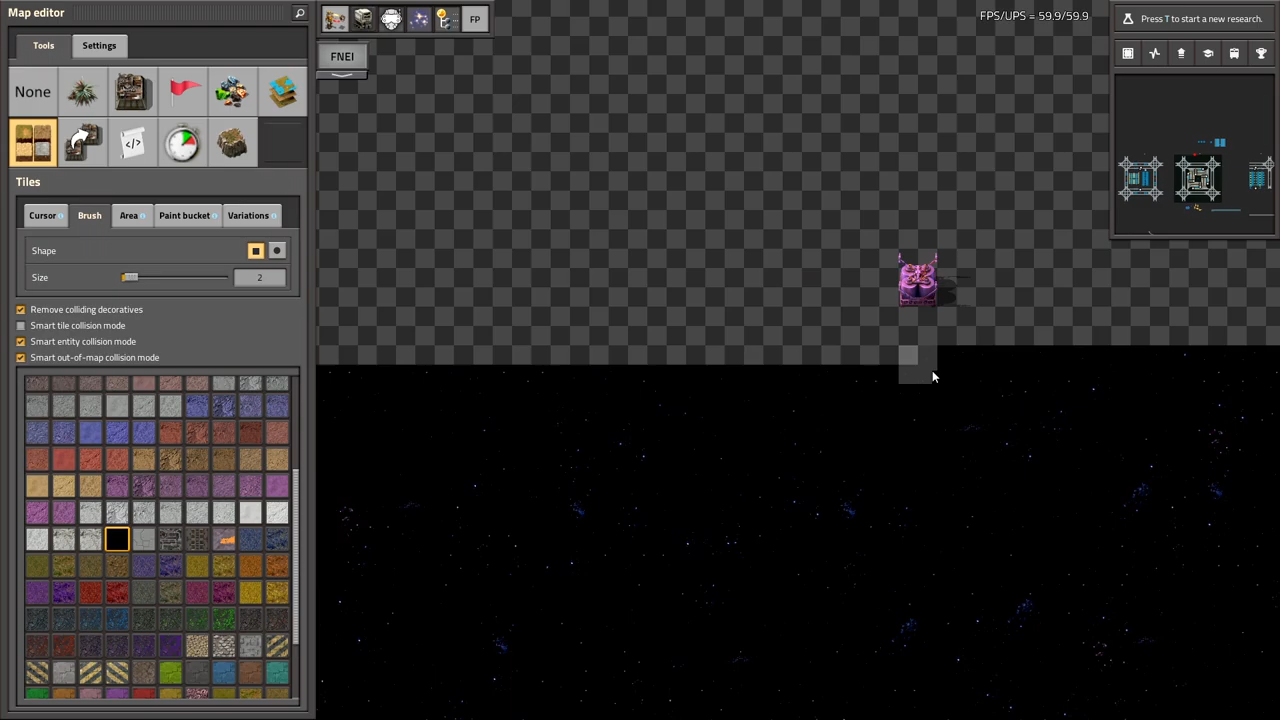 Map editor
FP
FPS/UPS = 59.9/59.9
Press T to start a new research.
Tools
Settings
FNEI
None
</>
Tiles
Cursor
Brush
Area
Paint bucket
Variations
Shape
Size
2
Remove colliding decoratives
Smart tile collision mode
Smart entity collision mode
Smart out-of-map collision mode